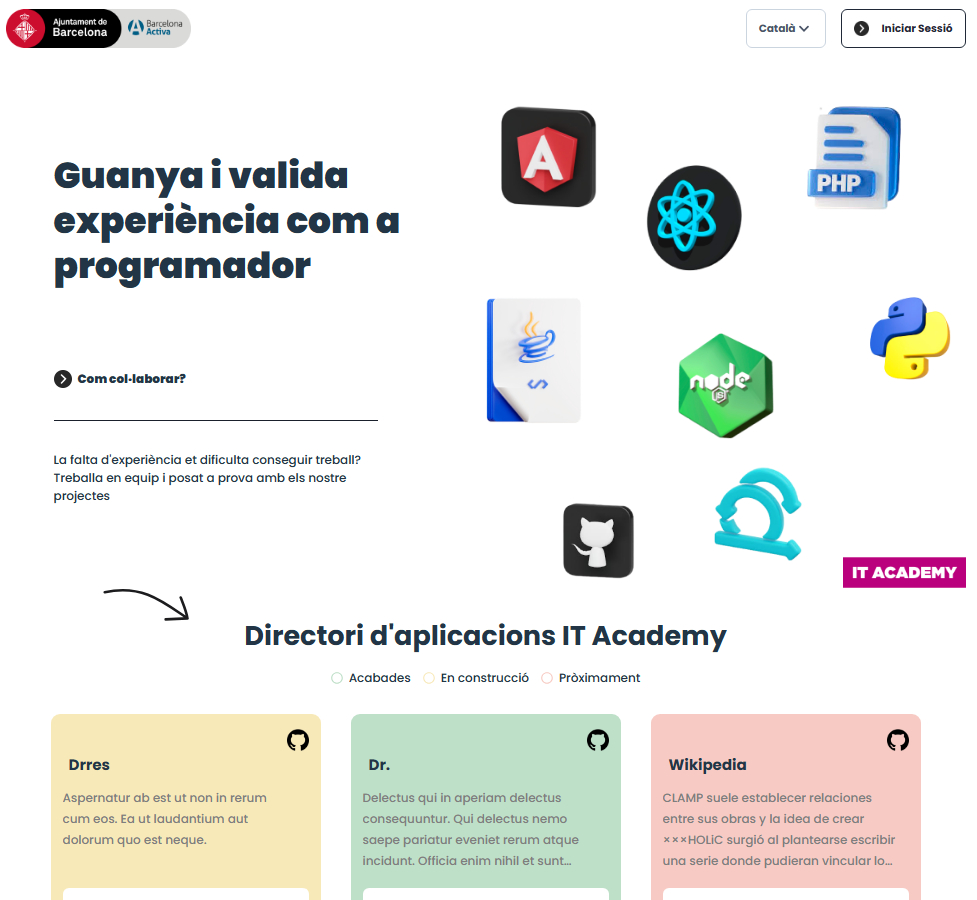 Ajuntament de
Barcelona
Barcelona
Activa
Català
Iniciar Sessió
Guanya i valida
experiència com a
programador
PHP
node
JS
Com col·laborar?
La falta d'experiència et dificulta conseguir treball?
Treballa en equip i posat a prova amb els nostre
projectes
IT ACADEMY
Directori d'aplicacions IT Academy
Acabades
En construcció
Pròximament
Drres
Aspernatur ab est ut non in rerum
cum eos. Ea ut laudantium aut
dolorum quo est neque.
Dr.
Delectus qui in aperiam delectus
consequuntur. Qui delectus nemo
saepe pariatur eveniet rerum atque
incidunt. Officia enim nihil et sunt...
Wikipedia
CLAMP suele establecer relaciones
entre sus obras y la idea de crear
×××HOLiC surgió al plantearse escribir
una serie donde pudieran vincular lo...